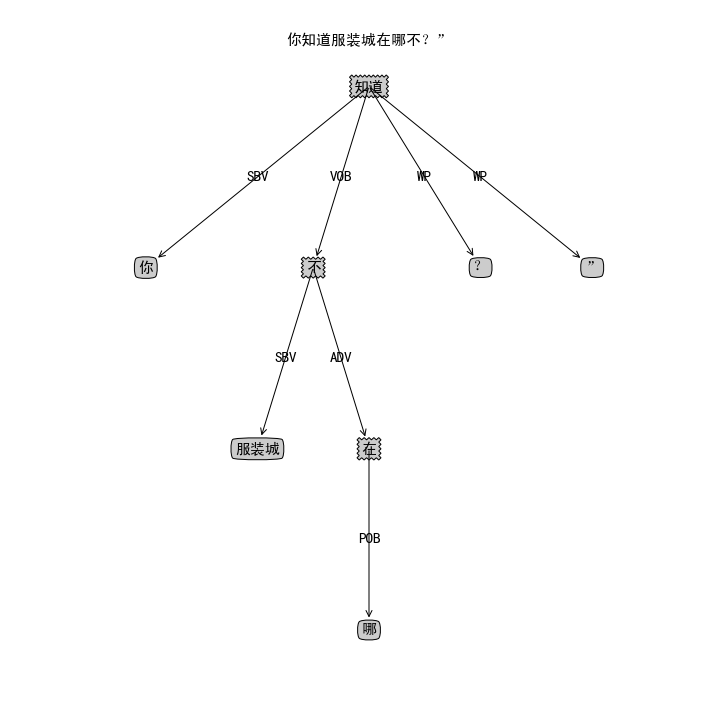 你知道服装城在哪不？”
知道
SBV VOB WP WP
你 不 ？ ”
SBV ADV
服装城 在
POB
哪